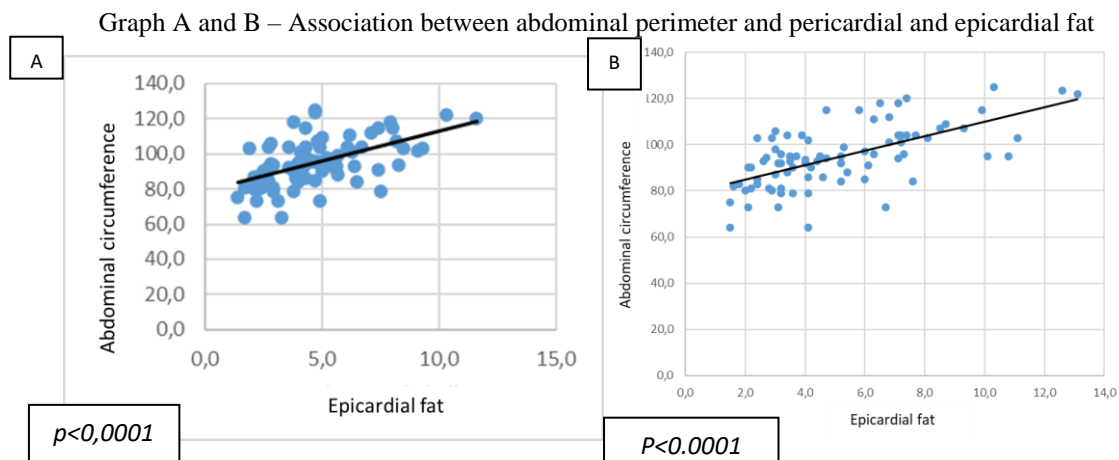 Graph A and B – Association between abdominal perimeter and pericardial and epicardial fat
A
Abdominal circumference
140,0
120,0
100,0
80,0
60,0
40,0
20,0
0,0
0,0 5,0 10,0 15,0
Epicardial fat
p<0,0001
B
Abdominal circumference
140,0
120,0
100,0
80,0
60,0
40,0
20,0
0,0
0,0 2,0 4,0 6,0 8,0 10,0 12,0 14,0
Epicardial fat
P<0.0001